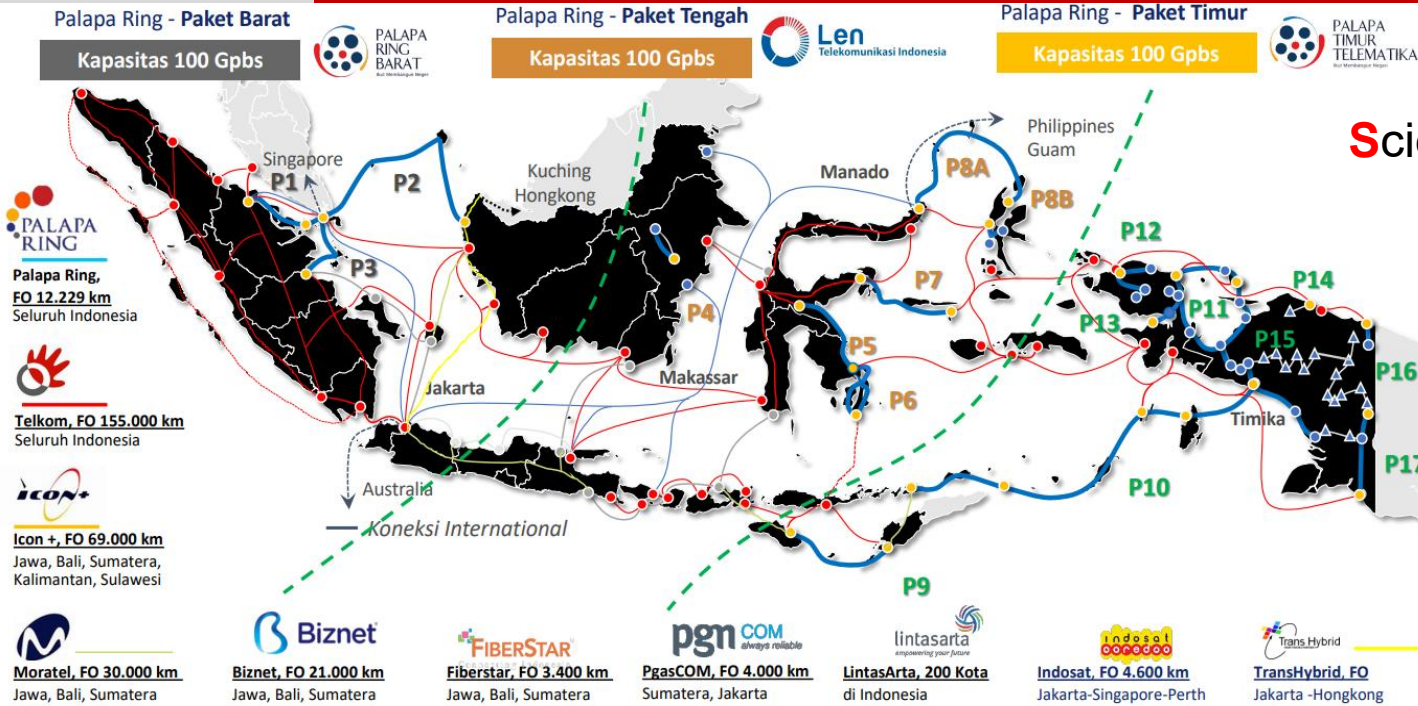 Palapa Ring - Paket Barat
Kapasitas 100 Gpbs
PALAPA
RING
BARAT
Palapa Ring - Paket Tengah
Kapasitas 100 Gpbs
Len
Telekomunikasi Indonesia
Palapa Ring - Paket Timur
Kapasitas 100 Gpbs
PALAPA
TIMUR
TELEMATIKA
Scie
Singapore
P1
P2
P3
Kuching
Hongkong
Manado
Philippines
Guam
P8A
P8B
P12
P14
P7
P11
P13
P4
P15
P5
P16
Jakarta
Makassar
P6
Timika
P17
P10
P9
Australia
Koneksi International
PALAPA
RING
Palapa Ring,
FO 12.229 km
Seluruh Indonesia
Telkom, FO 155.000 km
Seluruh Indonesia
icon+
Icon +, FO 69.000 km
Jawa, Bali, Sumatera,
Kalimantan, Sulawesi
Moratel, FO 30.000 km
Jawa, Bali, Sumatera
Biznet
Biznet, FO 21.000 km
Jawa, Bali, Sumatera
FIBERSTAR
Fiberstar, FO 3.400 km
Jawa, Bali, Sumatera
pgn COM
always reliable
PgasCOM, FO 4.000 km
Sumatera, Jakarta
lintasarta
empowering your future
LintasArta, 200 Kota
di Indonesia
indosat
ooredoo
Indosat, FO 4.600 km
Jakarta-Singapore-Perth
Trans Hybrid
TransHybrid, FO
Jakarta -Hongkong